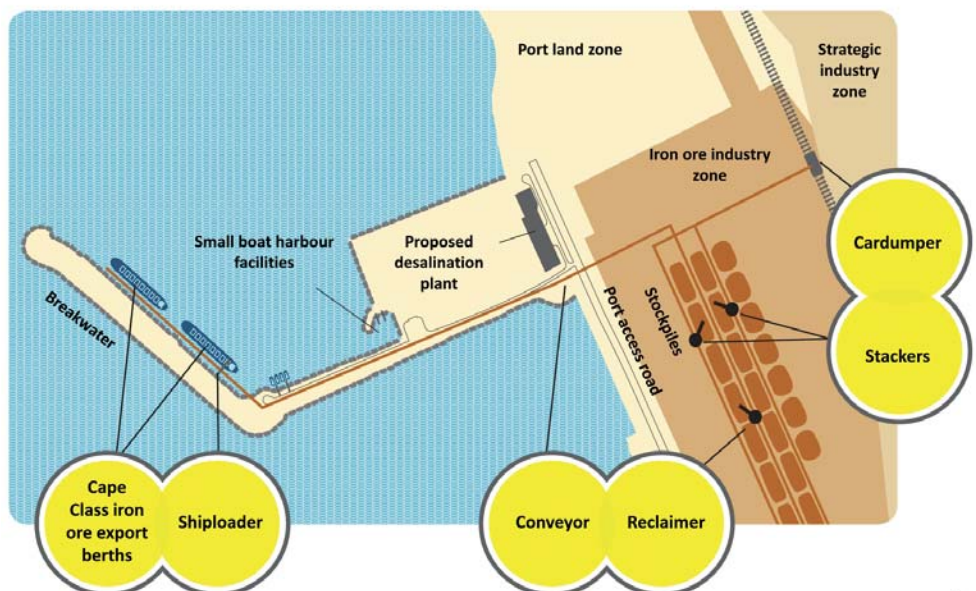 Port land zone
Strategic
industry
zone
Iron ore industry
zone
Small boat harbour
facilities
Proposed
desalination
plant
Cardumper
Breakwater
Port access road
Stockpiles
Stackers
Cape
Class iron
ore export
berths
Shiploader
Conveyor
Reclaimer